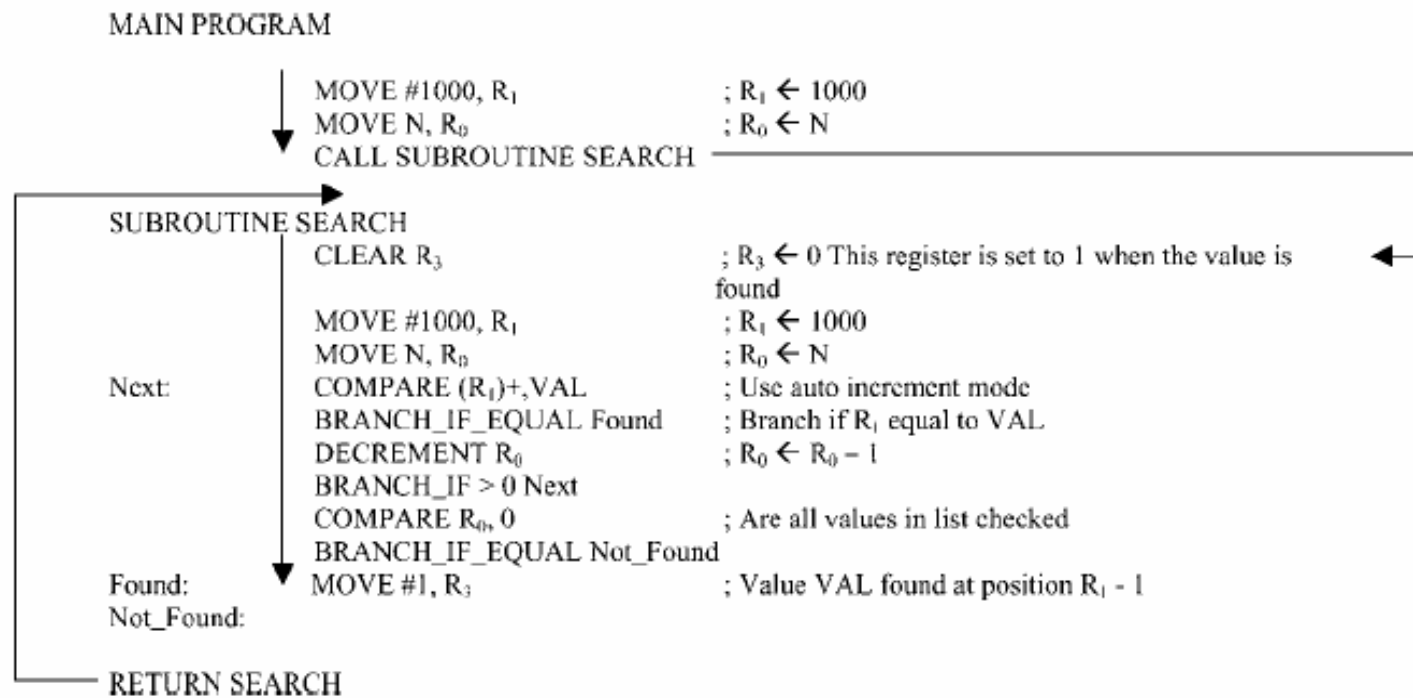 MAIN PROGRAM
MOVE #1000, R₁ ; R₁ ← 1000
MOVE N, R₀ ; R₀ ← N
CALL SUBROUTINE SEARCH
SUBROUTINE SEARCH
CLEAR R₃ ; R₃ ← 0 This register is set to 1 when the value is
found
MOVE #1000, R₁ ; R₁ ← 1000
MOVE N, R₀ ; R₀ ← N
Next: COMPARE (R₁)+,VAL ; Use auto increment mode
BRANCH_IF_EQUAL Found ; Branch if R₁ equal to VAL
DECREMENT R₀ ; R₀ ← R₀ – 1
BRANCH_IF > 0 Next
COMPARE R₀, 0 ; Are all values in list checked
BRANCH_IF_EQUAL Not_Found
Found: MOVE #1, R₃ ; Value VAL found at position R₁ - 1
Not_Found:
RETURN SEARCH